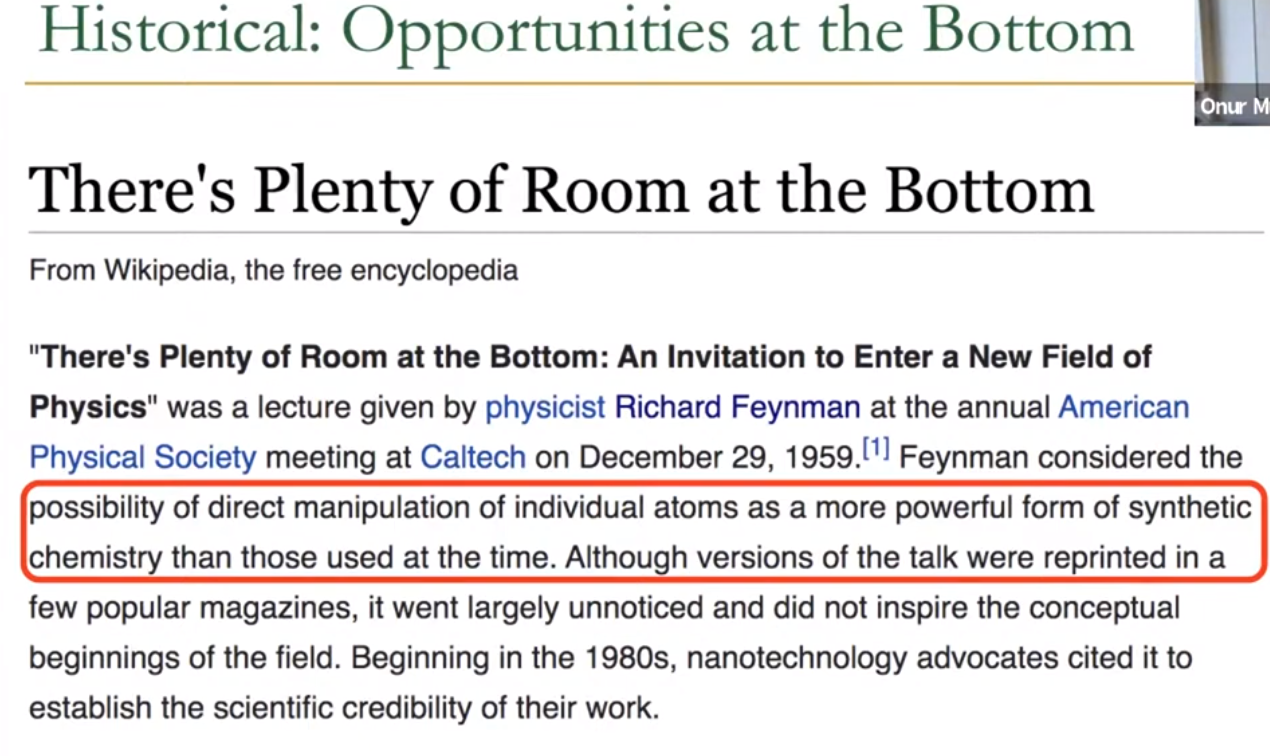 Historical: Opportunities at the Bottom
Onur M
There's Plenty of Room at the Bottom
From Wikipedia, the free encyclopedia
"There's Plenty of Room at the Bottom: An Invitation to Enter a New Field of
Physics" was a lecture given by physicist Richard Feynman at the annual American
Physical Society meeting at Caltech on December 29, 1959.[1] Feynman considered the
possibility of direct manipulation of individual atoms as a more powerful form of synthetic
chemistry than those used at the time. Although versions of the talk were reprinted in a
few popular magazines, it went largely unnoticed and did not inspire the conceptual
beginnings of the field. Beginning in the 1980s, nanotechnology advocates cited it to
establish the scientific credibility of their work.